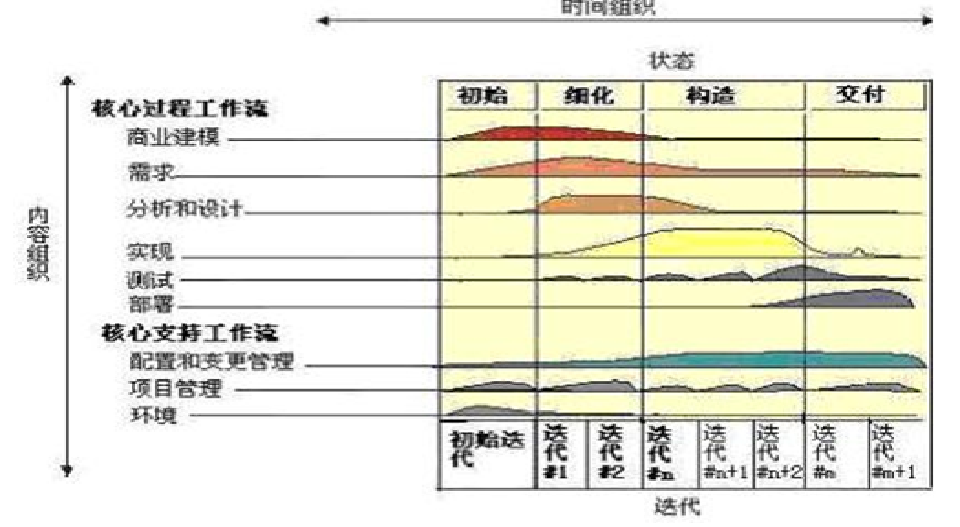 时间组织
状态
初始 细化 构造 交付
核心过程工作流
商业建模
需求
分析和设计
实现
测试
部署
核心支持工作流
配置和变更管理
项目管理
环境
内容组织
初始迭代 迭代#1 迭代#2 迭代#n 迭代#n+1 迭代#n+2 迭代#m 迭代#m+1
迭代